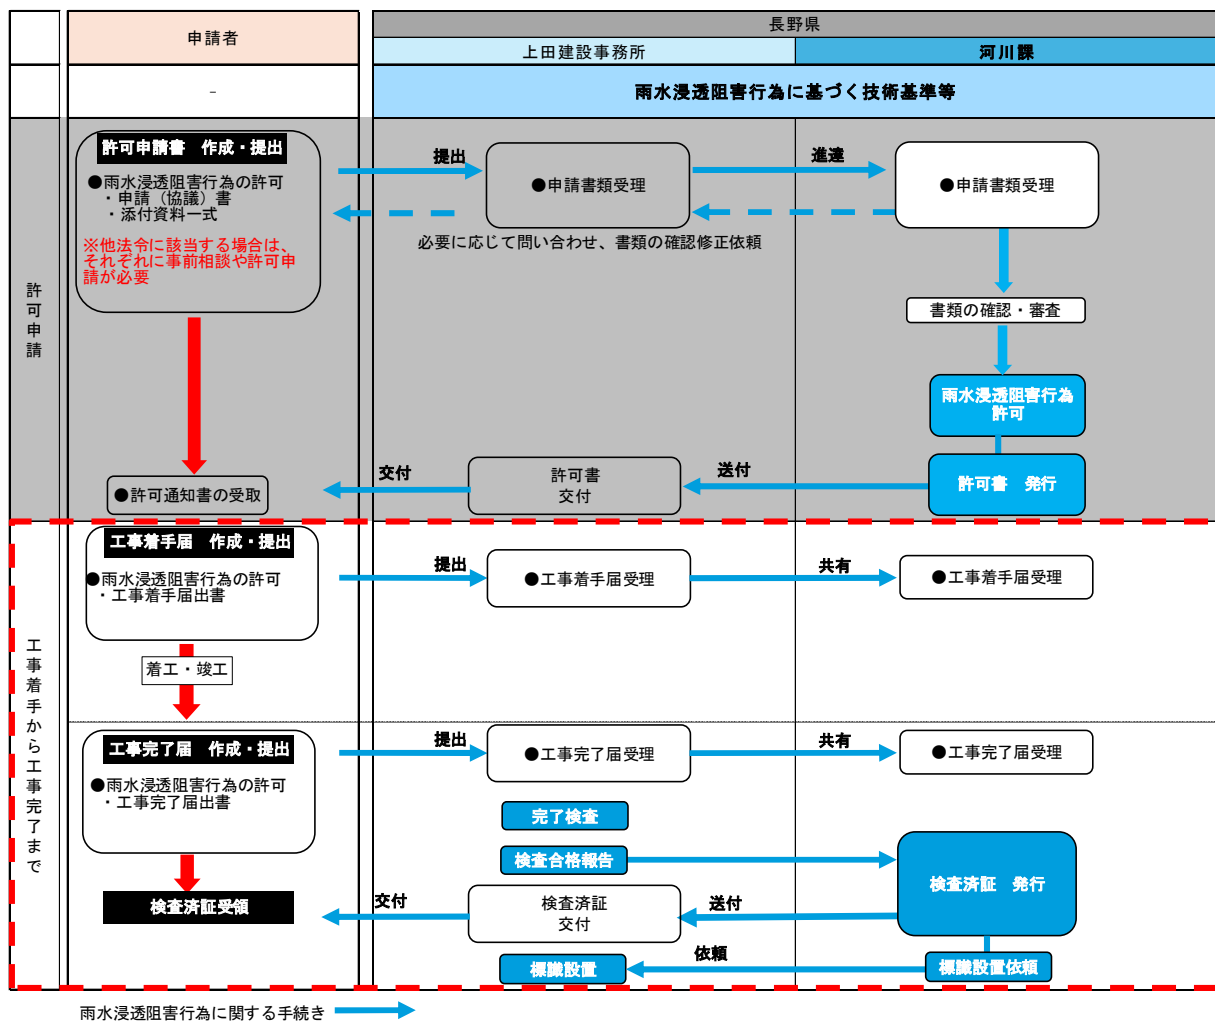 申請者
長野県
上田建設事務所
河川課
-
雨水浸透阻害行為に基づく技術基準等
許可申請
許可申請書　作成・提出
●雨水浸透阻害行為の許可
・申請（協議）書
・添付資料一式
※他法令に該当する場合は、
それぞれに事前相談や許可申
請が必要
提出
●申請書類受理
進達
●申請書類受理
必要に応じて問い合わせ、書類の確認修正依頼
書類の確認・審査
雨水浸透阻害行為
許可
許可書　発行
送付
許可書
交付
交付
●許可通知書の受取
工事着手から工事完了まで
工事着手届　作成・提出
●雨水浸透阻害行為の許可
・工事着手届出書
提出
●工事着手届受理
共有
●工事着手届受理
着工・竣工
工事完了届　作成・提出
●雨水浸透阻害行為の許可
・工事完了届出書
提出
●工事完了届受理
共有
●工事完了届受理
完了検査
検査合格報告
検査済証　発行
送付
検査済証
交付
交付
検査済証受領
標識設置依頼
依頼
標識設置
雨水浸透阻害行為に関する手続き